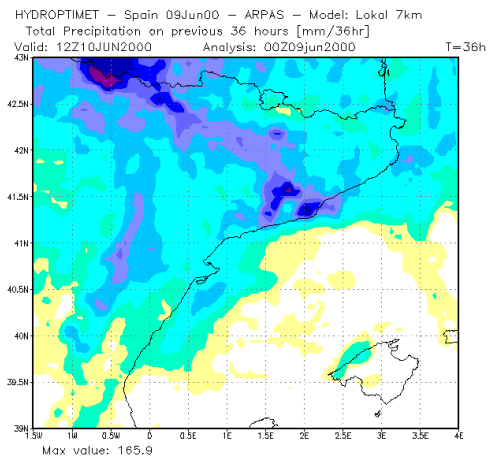 HYDROPTIMET – Spain 09Jun00 – ARPAS – Model: Lokal 7km
Total Precipitation on previous 36 hours [mm/36hr]
Valid: 12Z10JUN2000 Analysis: 00Z09jun2000 T=36h
43N
42.5N
42N
41.5N
41N
40.5N
40N
39.5N
39N
1.5W 1W 0.5W 0 0.5E 1E 1.5E 2E 2.5E 3E 3.5E 4E
Max value: 165.9